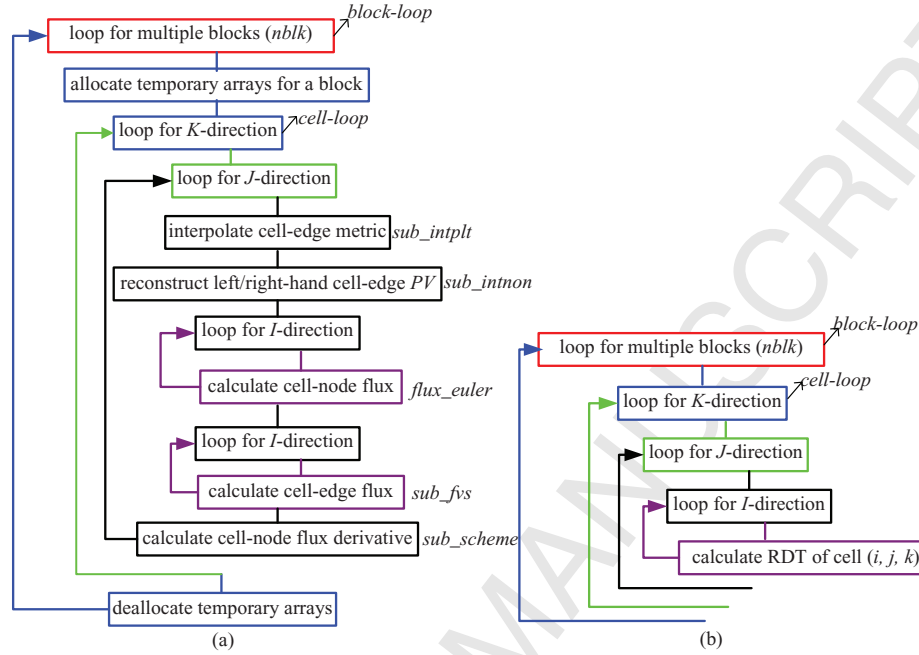 block-loop
loop for multiple blocks (nblk)
allocate temporary arrays for a block
cell-loop
loop for K-direction
loop for J-direction
interpolate cell-edge metric sub_intplt
reconstruct left/right-hand cell-edge PV sub_intnon
loop for I-direction
calculate cell-node flux flux_euler
loop for I-direction
calculate cell-edge flux sub_fvs
calculate cell-node flux derivative sub_scheme
deallocate temporary arrays
(a)
block-loop
loop for multiple blocks (nblk)
cell-loop
loop for K-direction
loop for J-direction
loop for I-direction
calculate RDT of cell (i, j, k)
(b)
MANUSCRIPT